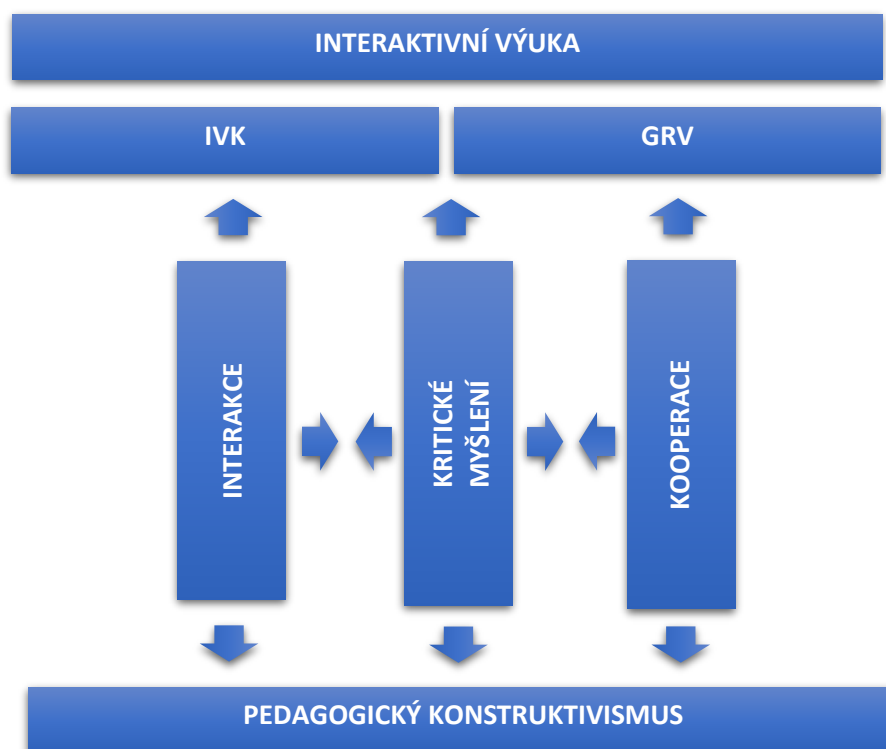 INTERAKTIVNÍ VÝUKA
IVK
GRV
INTERAKCE
KRITICKÉ
MYŠLENÍ
KOOPERACE
PEDAGOGICKÝ KONSTRUKTIVISMUS